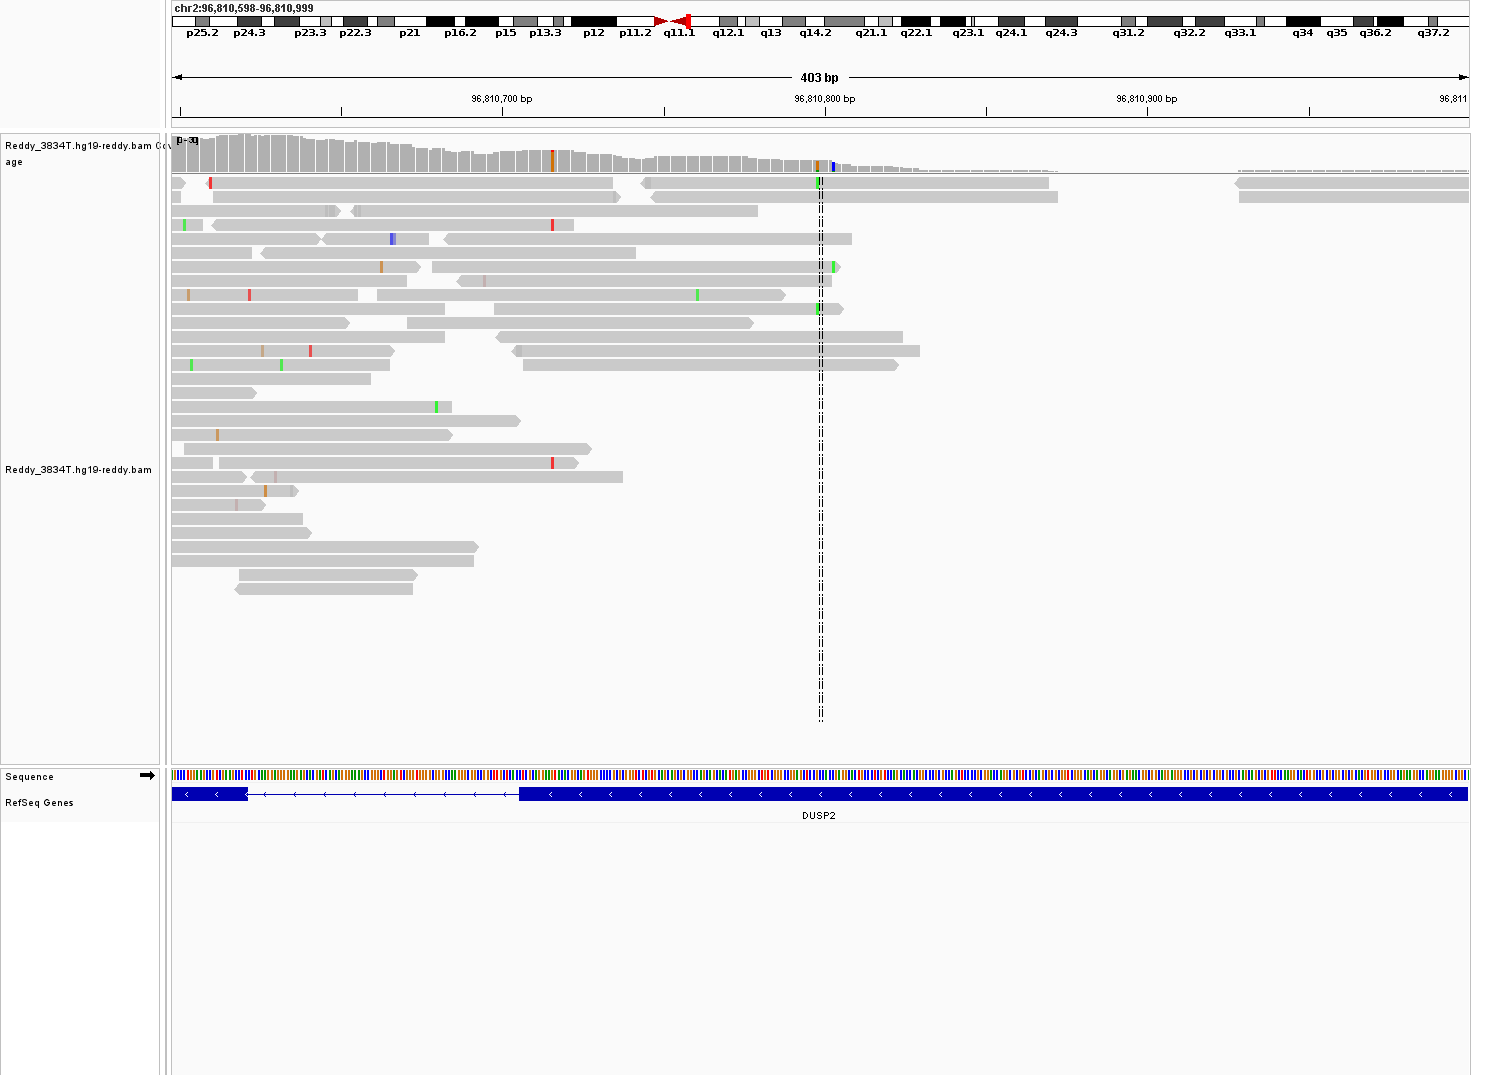 chr2:96,810,598-96,810,999
p25.2 p24.3 p23.3 p22.3 p21 p16.2 p15 p13.3 p12 p11.2 q11.1 q12.1 q13 q14.2 q21.1 q22.1 q23.1 q24.1 q24.3 q31.2 q32.2 q33.1 q34 q35 q36.2 q37.2
403 bp
96,810,700 bp 96,810,800 bp 96,810,900 bp 96,811
Reddy_3834T.hg19-reddy.bam Cov
age
Reddy_3834T.hg19-reddy.bam
Sequence
RefSeq Genes
DUSP2